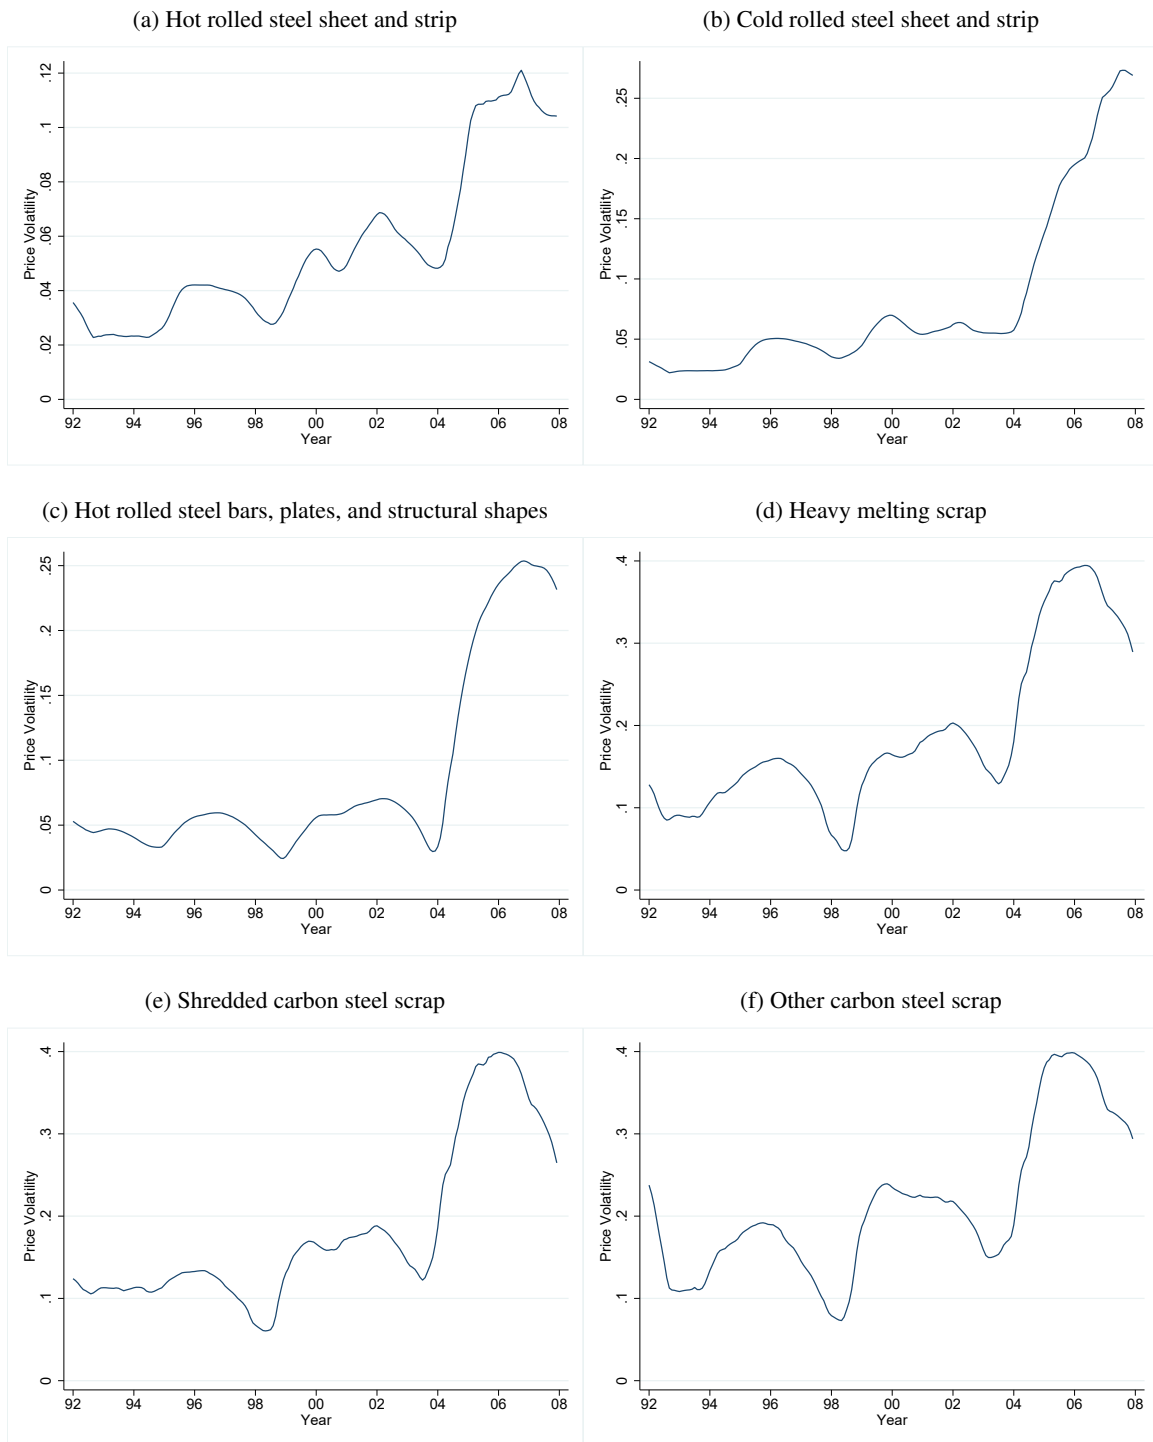 (a) Hot rolled steel sheet and strip
Price Volatility
.12
.1
.08
.06
.04
.02
0
92 94 96 98 00 02 04 06 08
Year
(b) Cold rolled steel sheet and strip
Price Volatility
.25
.2
.15
.1
.05
0
92 94 96 98 00 02 04 06 08
Year
(c) Hot rolled steel bars, plates, and structural shapes
Price Volatility
.25
.2
.15
.1
.05
0
92 94 96 98 00 02 04 06 08
Year
(d) Heavy melting scrap
Price Volatility
.4
.3
.2
.1
0
92 94 96 98 00 02 04 06 08
Year
(e) Shredded carbon steel scrap
Price Volatility
.4
.3
.2
.1
0
92 94 96 98 00 02 04 06 08
Year
(f) Other carbon steel scrap
Price Volatility
.4
.3
.2
.1
0
92 94 96 98 00 02 04 06 08
Year